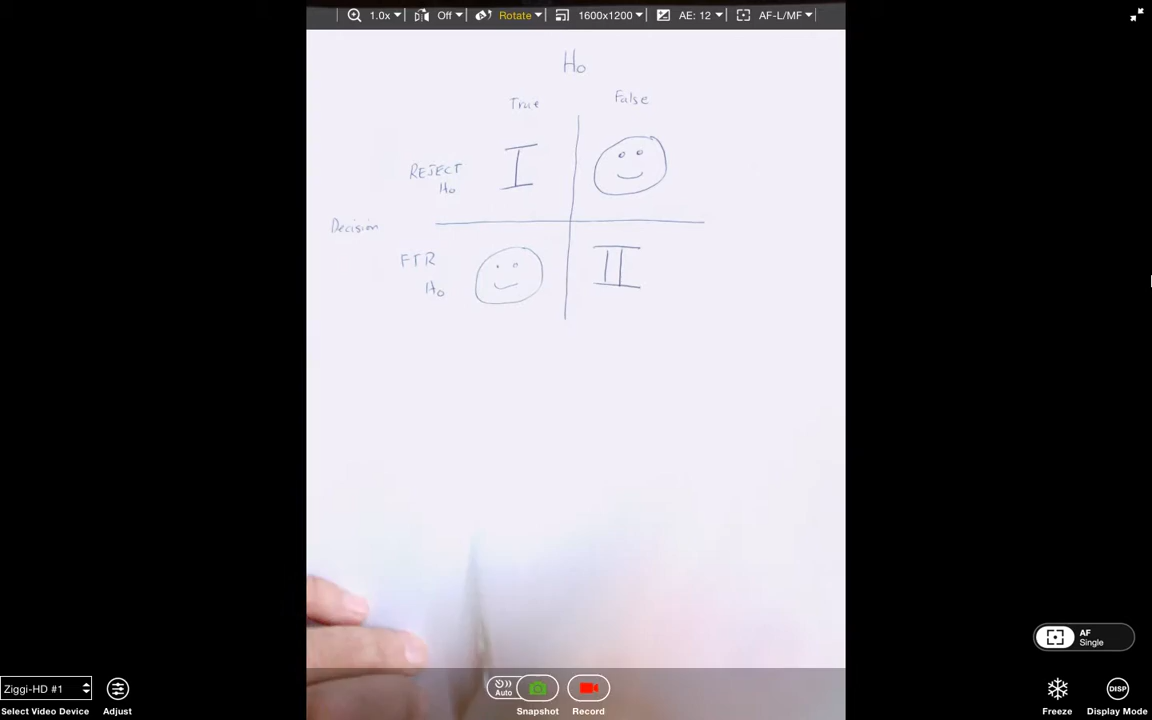 1.0x Off Rotate 1600x1200 AE: 12 AF-L/MF
Ho
True False
REJECT
Ho
I
Decision
FTR
Ho
II
AF
Single
Ziggi-HD #1
Auto
Select Video Device Adjust Snapshot Record Freeze Display Mode
DISP